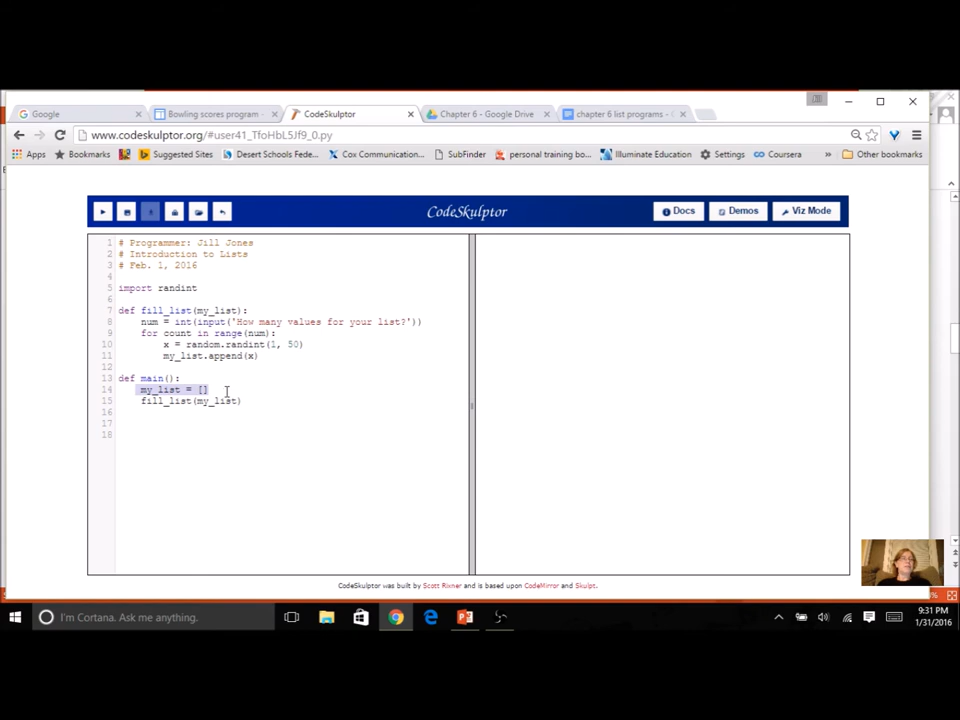 Google
Bowling scores program -
CodeSkulptor
Chapter 6 - Google Drive
chapter 6 list programs - G
www.codeskulptor.org/#user41_TfoHbL5Jf9_0.py
Apps
Bookmarks
Suggested Sites
Desert Schools Fede...
Cox Communication...
SubFinder
personal training bo...
Illuminate Education
Settings
Coursera
»
Other bookmarks
CodeSkulptor
Docs
Demos
Viz Mode
1 # Programmer: Jill Jones
2 # Introduction to Lists
3 # Feb. 1, 2016
4
5 import randint
6
7 def fill_list(my_list):
8 num = int(input('How many values for your list?'))
9 for count in range(num):
10 x = random.randint(1, 50)
11 my_list.append(x)
12
13 def main():
14 my_list = []
15 fill_list(my_list)
16
17
18
CodeSkulptor was built by Scott Rixner and is based upon CodeMirror and Skulpt.
I'm Cortana. Ask me anything.
9:31 PM
1/31/2016